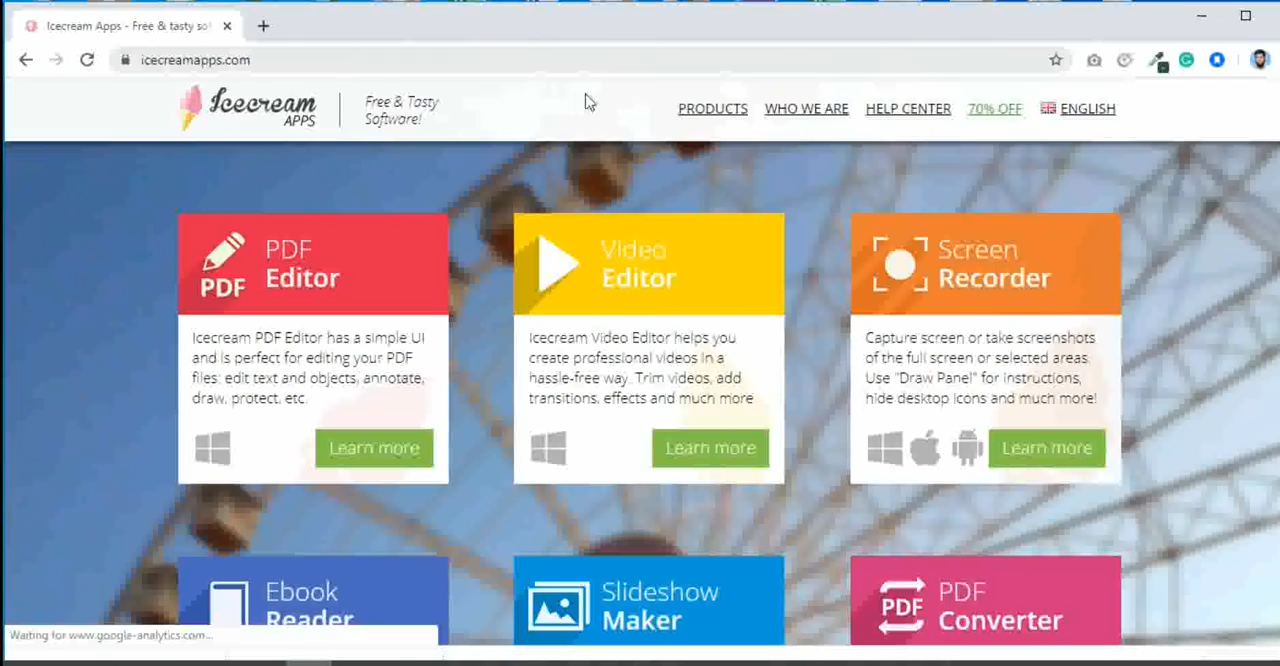 Icecream Apps - Free & tasty so
icecreamapps.com
Icecream
APPS
Free & Tasty
Software!
PRODUCTS
WHO WE ARE
HELP CENTER
70% OFF
ENGLISH
PDF
PDF
Editor
Icecream PDF Editor has a simple UI
and is perfect for editing your PDF
files: edit text and objects, annotate,
draw, protect, etc.
Learn more
Video
Editor
Icecream Video Editor helps you
create professional videos in a
hassle-free way. Trim videos, add
transitions, effects and much more
Learn more
Screen
Recorder
Capture screen or take screenshots
of the full screen or selected areas.
Use "Draw Panel" for instructions,
hide desktop icons and much more!
Learn more
Ebook
Reader
Slideshow
Maker
PDF
PDF
Converter
Waiting for www.google-analytics.com...